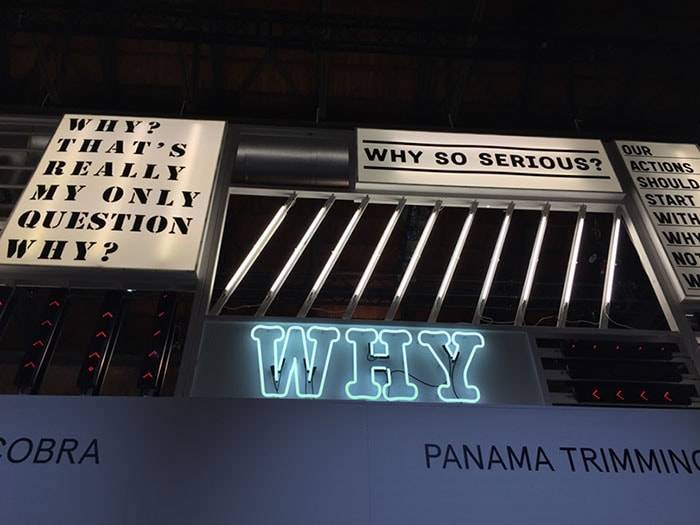 WHY?
THAT'S
REALLY
MY ONLY
QUESTION
WHY?
WHY SO SERIOUS?
OUR
ACTIONS
SHOULD
START
WITH
WHY
NOT
WHY
COBRA
PANAMA TRIMMING